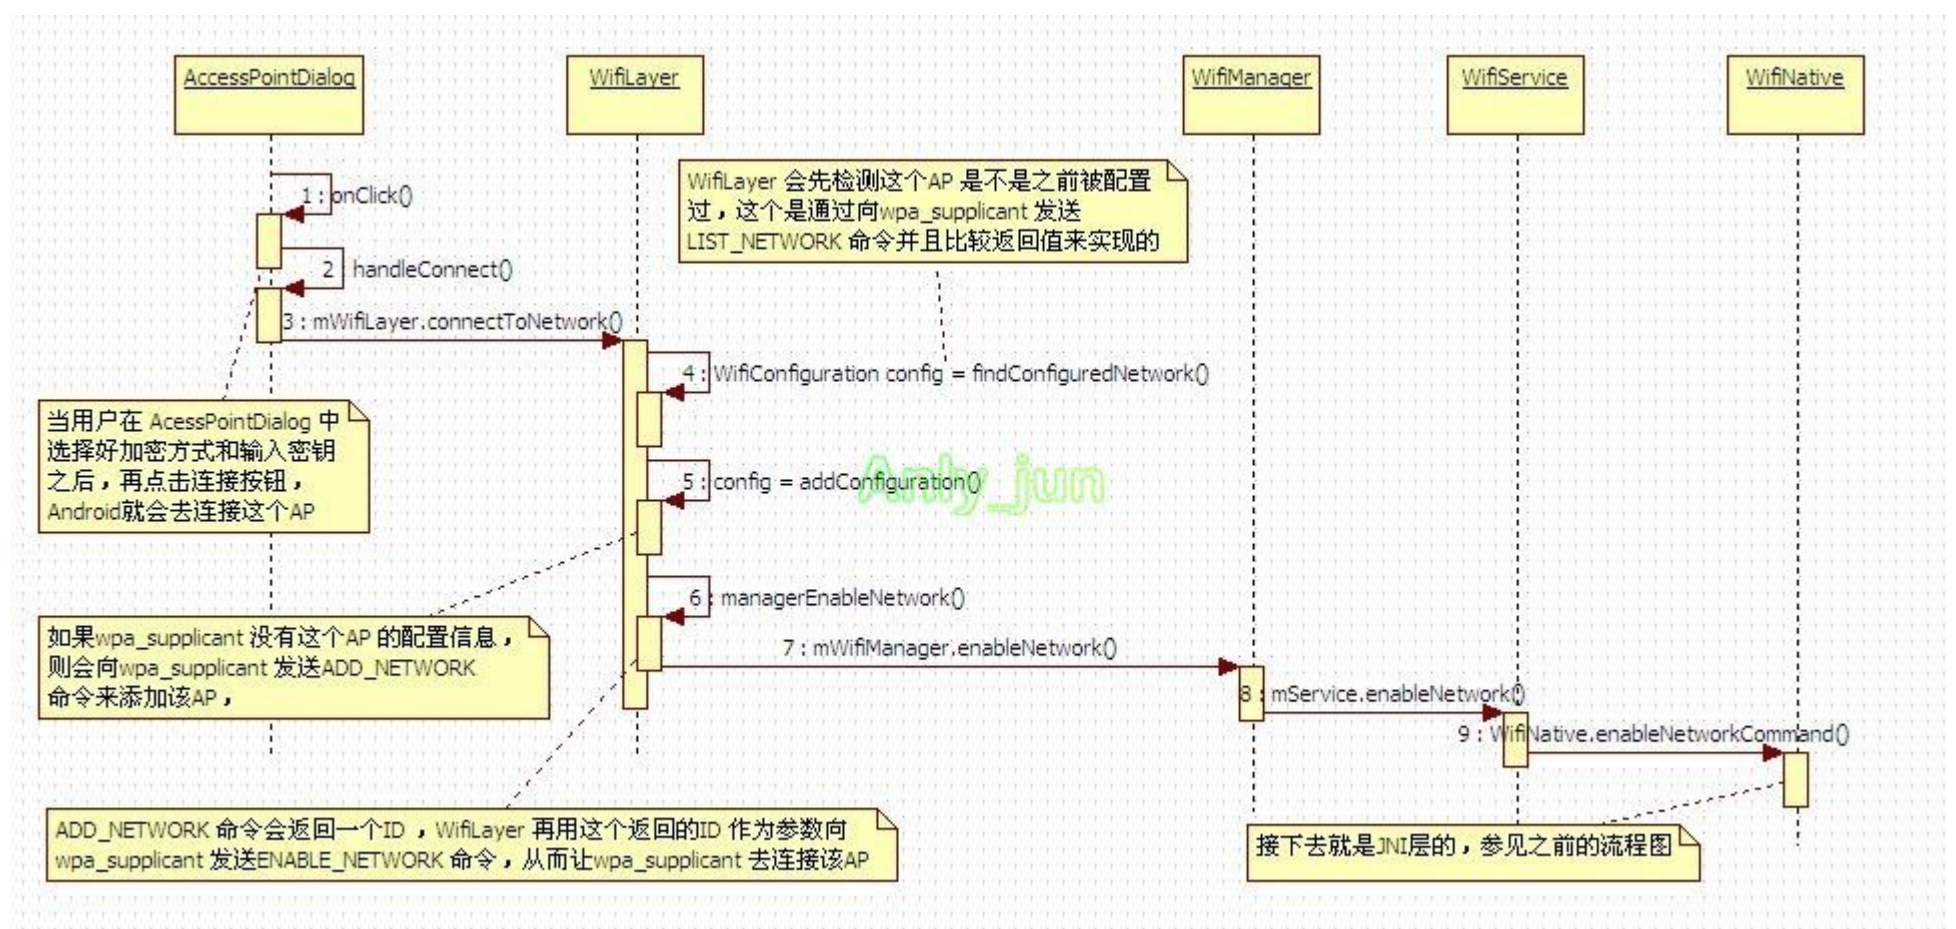 AccessPointDialog
WifiLayer
WifiManager
WifiService
WifiNative
WifiLayer 会先检测这个AP 是不是之前被配置
过，这个是通过向wpa_supplicant 发送
LIST_NETWORK 命令并且比较返回值来实现的
1 : onClick()
2 : handleConnect()
3 : mWifiLayer.connectToNetwork()
4 : WifiConfiguration config = findConfiguredNetwork()
当用户在 AcessPointDialog 中
选择好加密方式和输入密钥
之后，再点击连接按钮，
Android就会去连接这个AP
5 : config = addConfiguration()
Anly_jun
6 : managerEnableNetwork()
如果wpa_supplicant 没有这个AP 的配置信息，
则会向wpa_supplicant 发送ADD_NETWORK
命令来添加该AP，
7 : mWifiManager.enableNetwork()
8 : mService.enableNetwork()
9 : WifiNative.enableNetworkCommand()
ADD_NETWORK 命令会返回一个ID ，WifiLayer 再用这个返回的ID 作为参数向
wpa_supplicant 发送ENABLE_NETWORK 命令，从而让wpa_supplicant 去连接该AP
接下去就是JNI层的，参见之前的流程图